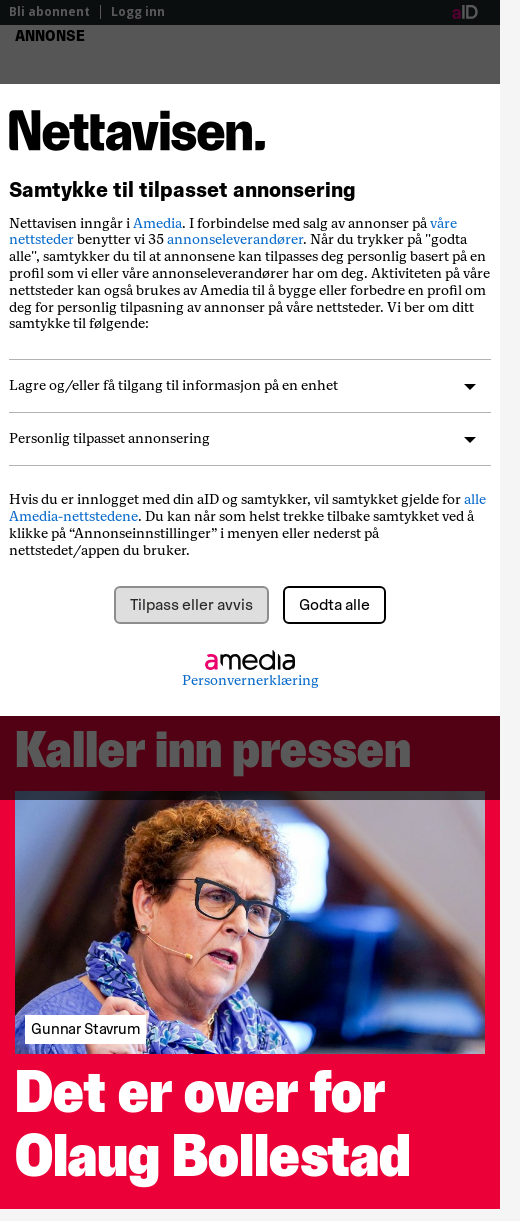 Bli abonnent | Logg inn aID
ANNONSE
Nettavisen.
Samtykke til tilpasset annonsering
Nettavisen inngår i Amedia. I forbindelse med salg av annonser på våre
nettsteder benytter vi 35 annonseleverandører. Når du trykker på "godta
alle", samtykker du til at annonsene kan tilpasses deg personlig basert på en
profil som vi eller våre annonseleverandører har om deg. Aktiviteten på våre
nettsteder kan også brukes av Amedia til å bygge eller forbedre en profil om
deg for personlig tilpasning av annonser på våre nettsteder. Vi ber om ditt
samtykke til følgende:
Lagre og/eller få tilgang til informasjon på en enhet
Personlig tilpasset annonsering
Hvis du er innlogget med din aID og samtykker, vil samtykket gjelde for alle
Amedia-nettstedene. Du kan når som helst trekke tilbake samtykket ved å
klikke på “Annonseinnstillinger” i menyen eller nederst på
nettstedet/appen du bruker.
Tilpass eller avvis Godta alle
amedia
Personvernerklæring
Kaller inn pressen
Gunnar Stavrum
Det er over for
Olaug Bollestad